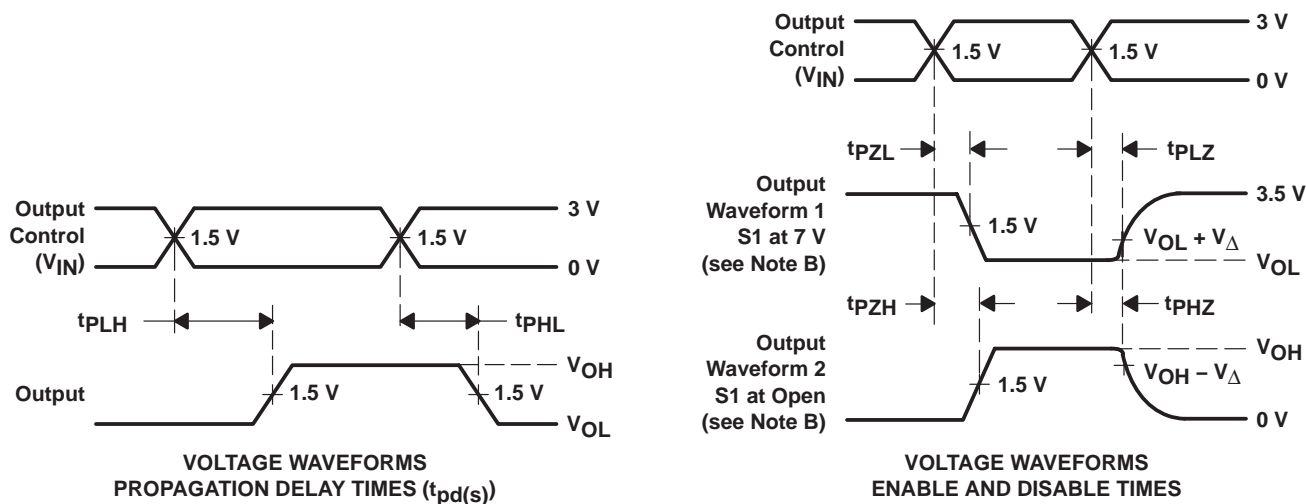 Output
Control
(VIN)
3 V
1.5 V
1.5 V
0 V
tPLH
tPHL
Output
VOH
1.5 V
1.5 V
VOL
VOLTAGE WAVEFORMS
PROPAGATION DELAY TIMES (tpd(s))
Output
Control
(VIN)
3 V
1.5 V
1.5 V
0 V
tPZL
tPLZ
Output
Waveform 1
S1 at 7 V
(see Note B)
3.5 V
1.5 V
VOL + VΔ
VOL
tPZH
tPHZ
Output
Waveform 2
S1 at Open
(see Note B)
VOH
1.5 V
VOH − VΔ
0 V
VOLTAGE WAVEFORMS
ENABLE AND DISABLE TIMES